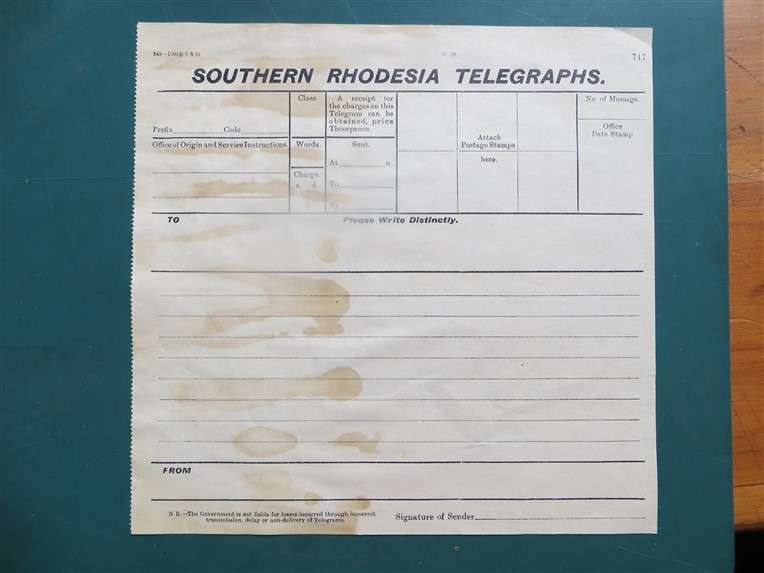 747
SOUTHERN RHODESIA TELEGRAPHS.
Class.
A receipt for
the charges on this
Telegram can be
obtained, price
Threepence.
No of Message.
Prefix Code
Office
Date Stamp
Attach
Postage Stamps
here.
Office of Origin and Service Instructions.
Words.
Sent.
At
Charge.
s d.
To
By
TO
Please Write Distinctly.
FROM
N.B.—The Government is not liable for losses incurred through incorrect
transmission, delay or non-delivery of Telegrams.
Signature of Sender